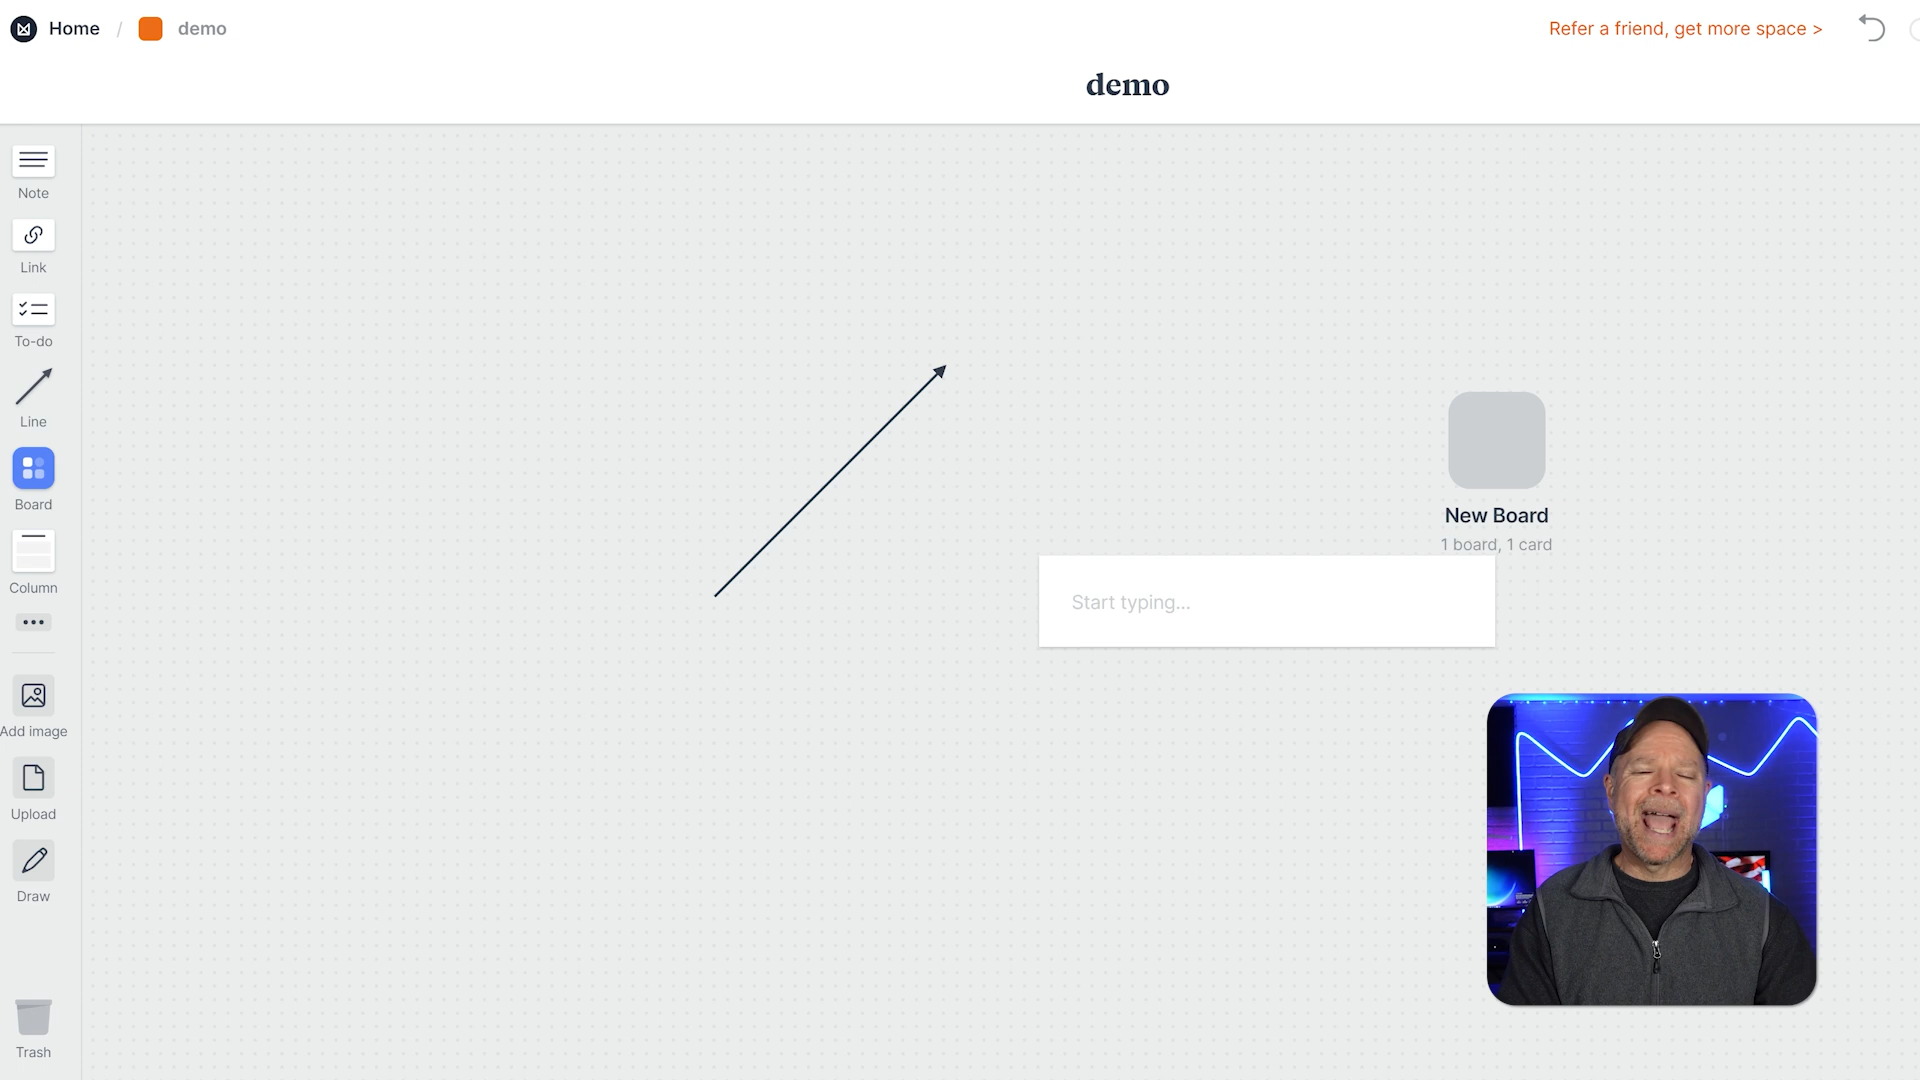 Home / demo
Refer a friend, get more space >
demo
Note
Link
To-do
Line
Board
Column
Add image
Upload
Draw
Trash
New Board
1 board, 1 card
Start typing...